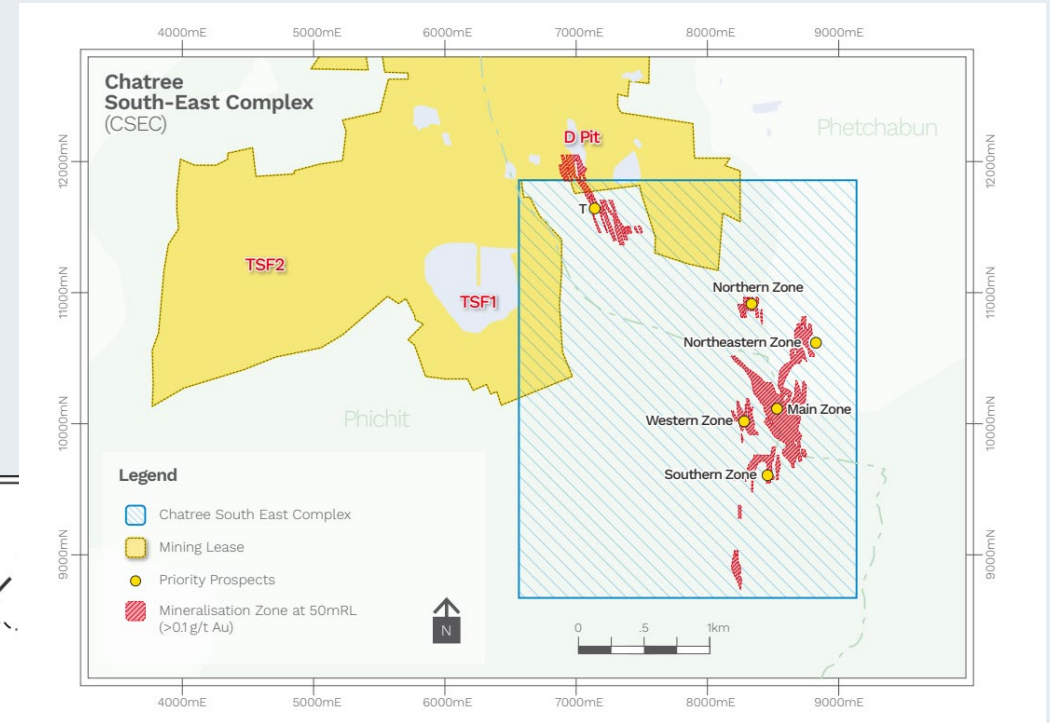 4000mE 5000mE 6000mE 7000mE 8000mE 9000mE
Chatree
South-East Complex
(CSEC)
D Pit
Phetchabun
12000mN
12000mN
T
TSF2
TSF1
11000mN
11000mN
Northern Zone
Northeastern Zone
Main Zone
Western Zone
Phichit
10000mN
10000mN
Southern Zone
Legend
Chatree South East Complex
Mining Lease
Priority Prospects
Mineralisation Zone at 50mRL
(>0.1 g/t Au)
N
9000mN
9000mN
0 .5 1km
4000mE 5000mE 6000mE 7000mE 8000mE 9000mE